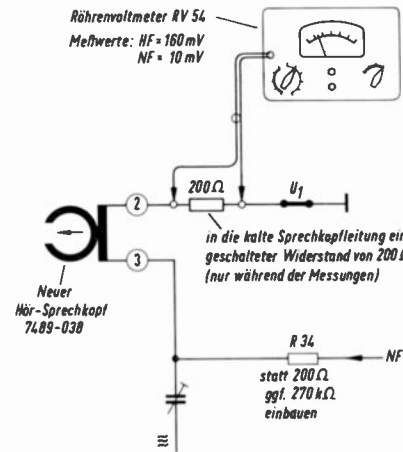 Röhrenvoltmeter RV 54
Meßwerte: HF = 160 mV
NF = 10 mV
200 Ω
U1
2
in die kalte Sprechkopfleitung ein
geschalteter Widerstand von 200
(nur während der Messungen)
3
Neuer
Hör-Sprechkopf
7489-038
R 34
NF
statt 200 Ω
ggf. 270 kΩ
einbauen